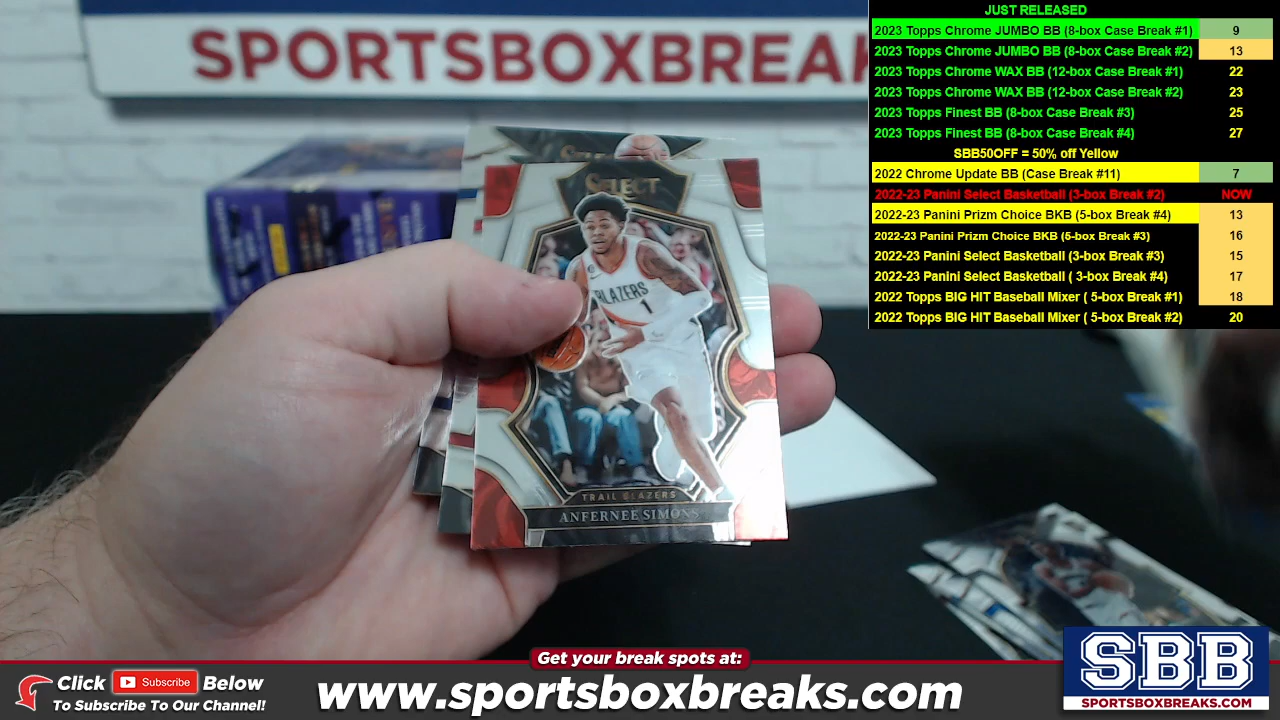 SPORTSBOXBREA
JUST RELEASED
2023 Topps Chrome JUMBO BB (8-box Case Break #1) 9
2023 Topps Chrome JUMBO BB (8-box Case Break #2) 13
2023 Topps Chrome WAX BB (12-box Case Break #1) 22
2023 Topps Chrome WAX BB (12-box Case Break #2) 23
2023 Topps Finest BB (8-box Case Break #3) 25
2023 Topps Finest BB (8-box Case Break #4) 27
SBB50OFF = 50% off Yellow
2022 Chrome Update BB (Case Break #11) 7
2022-23 Panini Select Basketball (3-box Break #2) NOW
2022-23 Panini Prizm Choice BKB (5-box Break #4) 13
2022-23 Panini Prizm Choice BKB (5-box Break #3) 16
2022-23 Panini Select Basketball (3-box Break #3) 15
2022-23 Panini Select Basketball ( 3-box Break #4) 17
2022 Topps BIG HIT Baseball Mixer ( 5-box Break #1) 18
2022 Topps BIG HIT Baseball Mixer ( 5-box Break #2) 20
SELECT
BLAZERS
1
TRAIL BLAZERS
ANFERNEE SIMONS
Get your break spots at:
Click Subscribe Below
To Subscribe To Our Channel!
www.sportsboxbreaks.com
SBB
SPORTSBOXBREAKS.COM